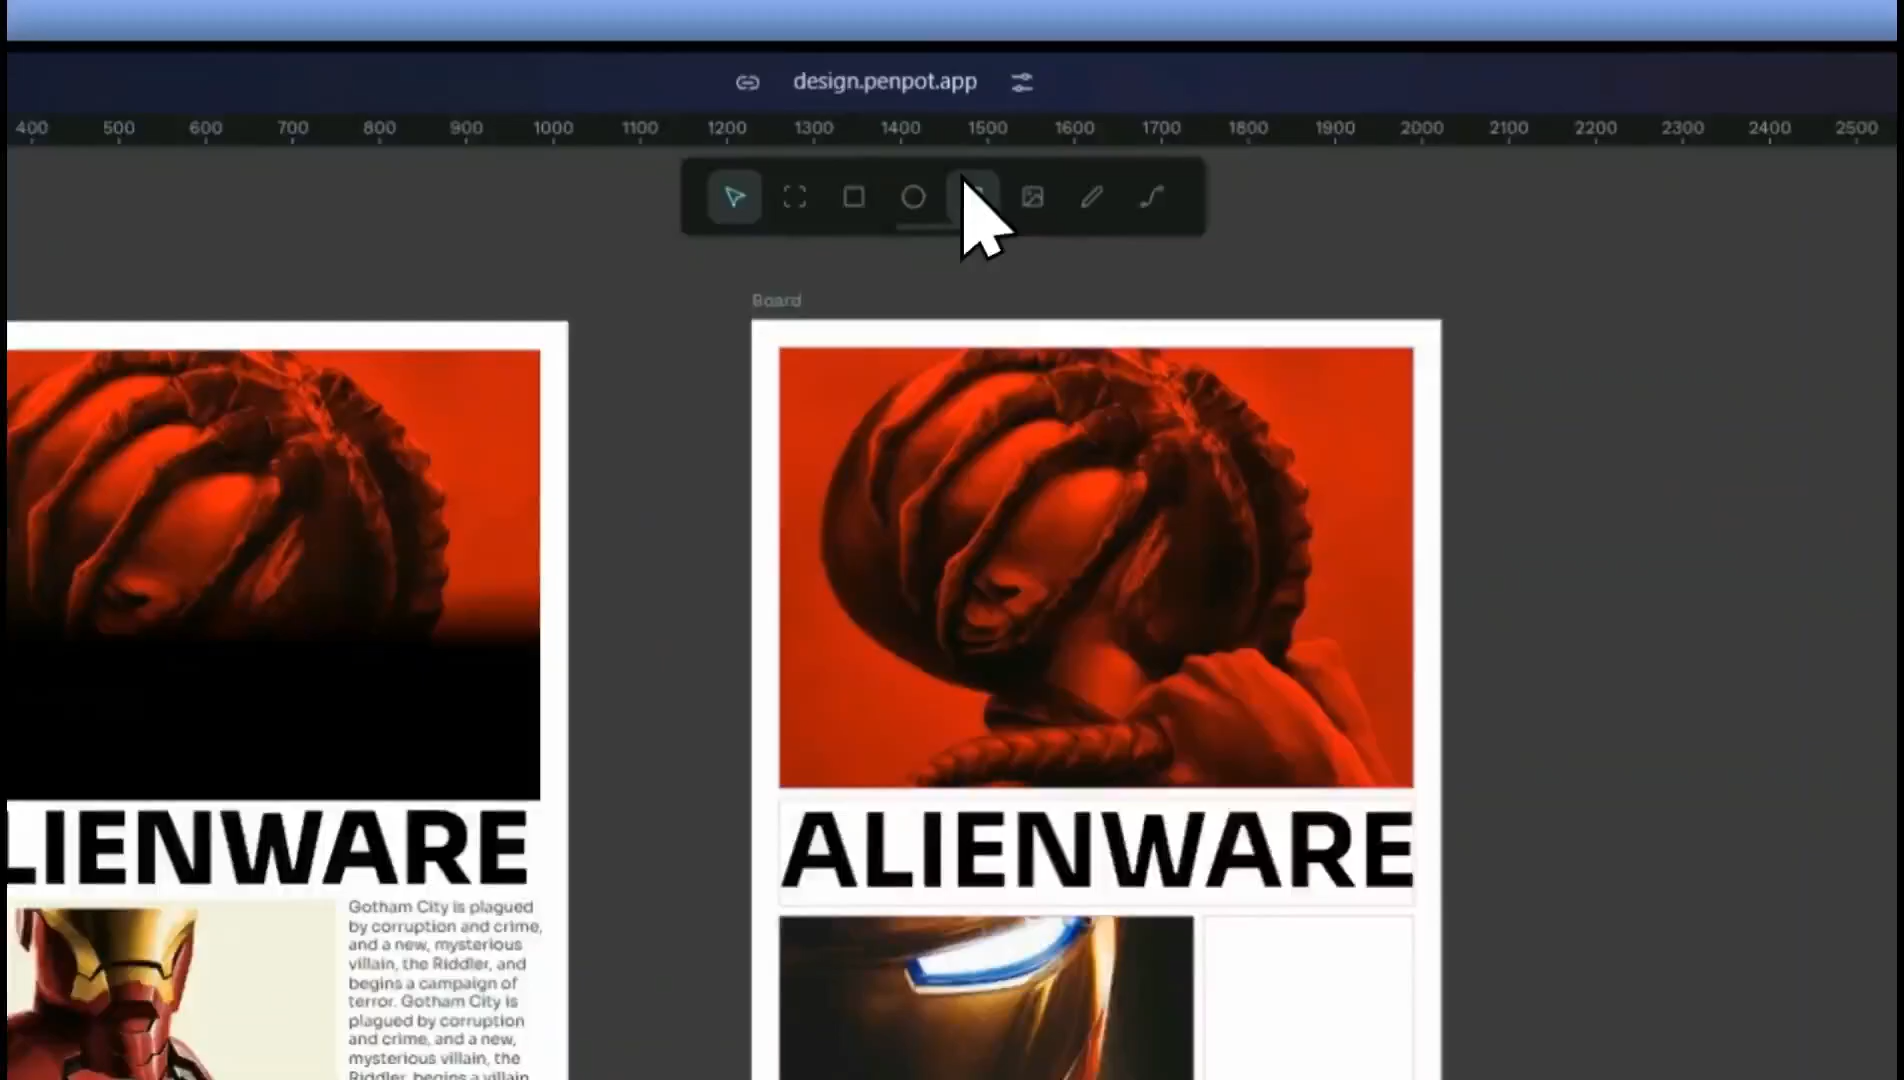 design.penpot.app
400 500 600 700 800 900 1000 1100 1200 1300 1400 1500 1600 1700 1800 1900 2000 2100 2200 2300 2400 2500
Board
LIENWARE
Gotham City is plagued
by corruption and crime,
and a new, mysterious
villain, the Riddler, and
begins a campaign of
terror. Gotham City is
plagued by corruption
and crime, and a new,
mysterious villain, the
Riddler, begins a villain
ALIENWARE